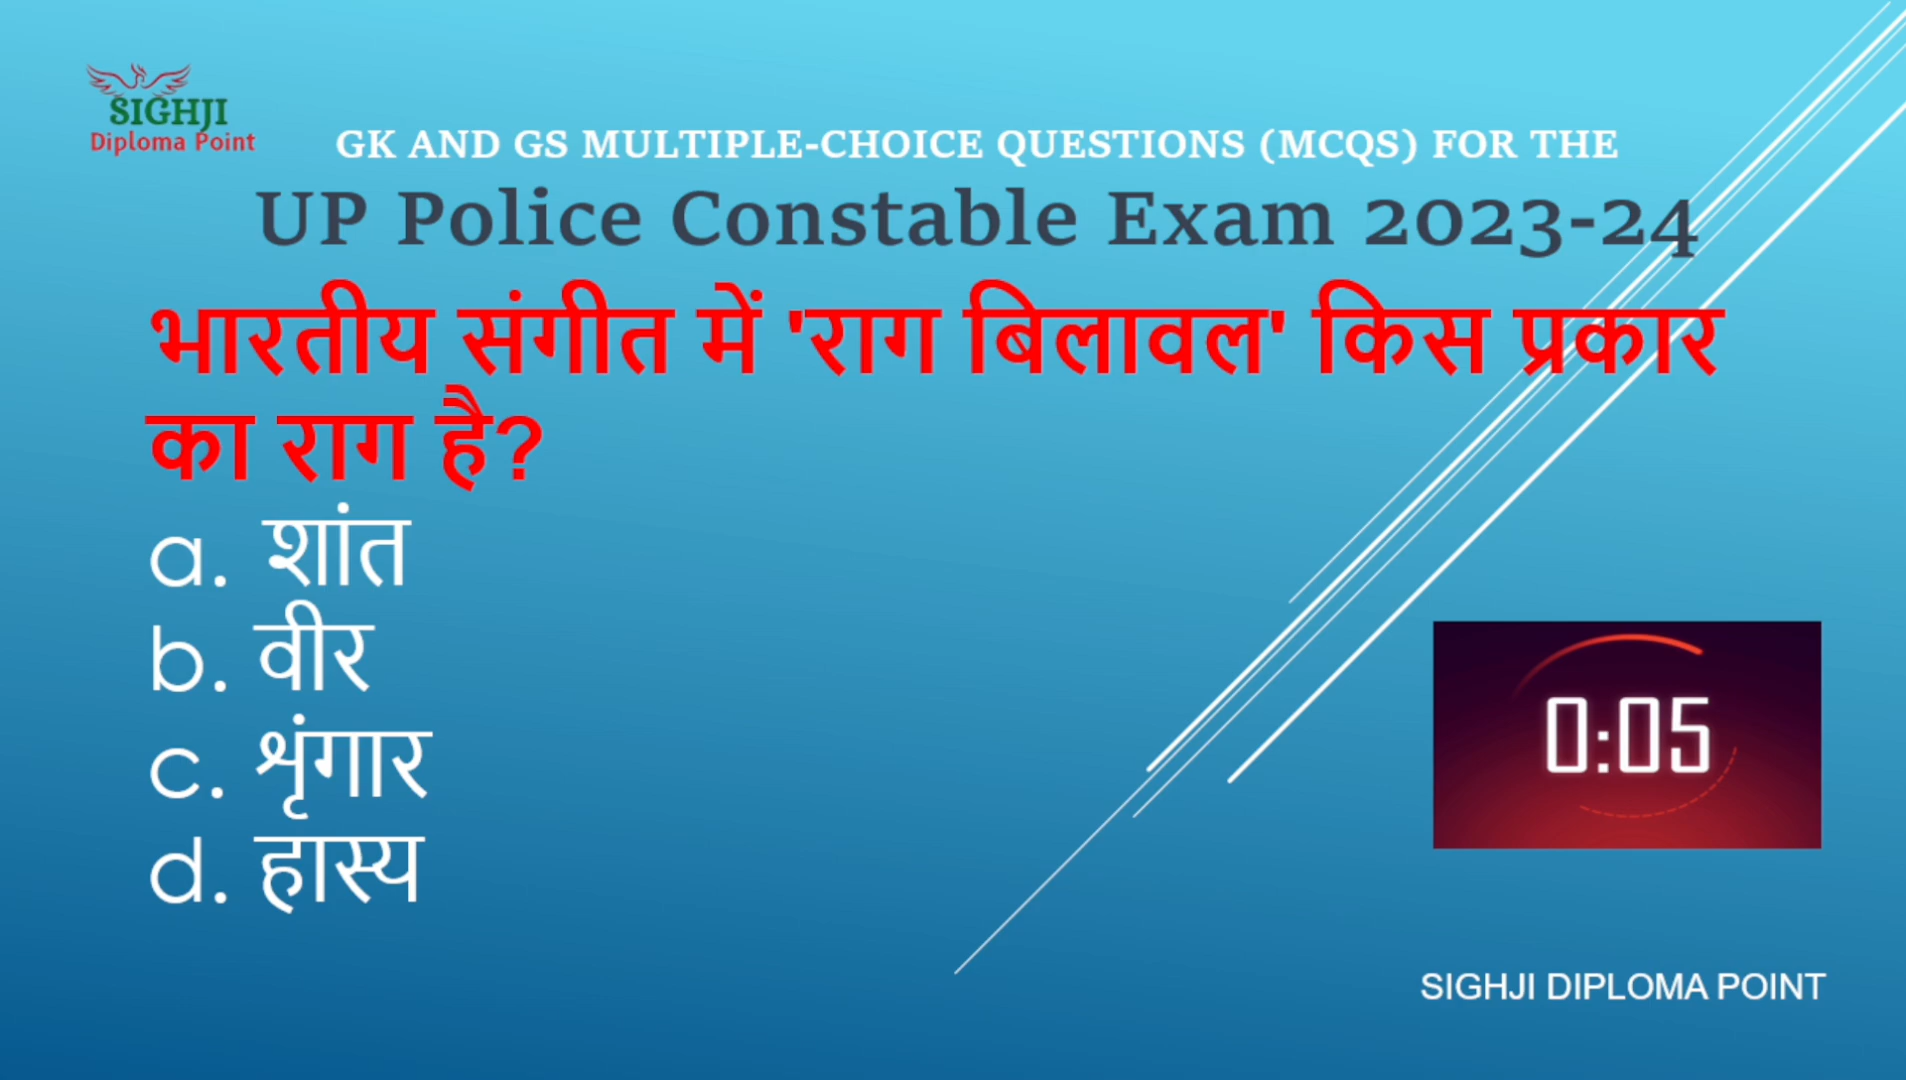 SIGHJI
Diploma Point
GK AND GS MULTIPLE-CHOICE QUESTIONS (MCQS) FOR THE
UP Police Constable Exam 2023-24
भारतीय संगीत में 'राग बिलावल' किस प्रकार
का राग है?
a. शांत
b. वीर
c. श्रृंगार
d. हास्य
0:05
SIGHJI DIPLOMA POINT